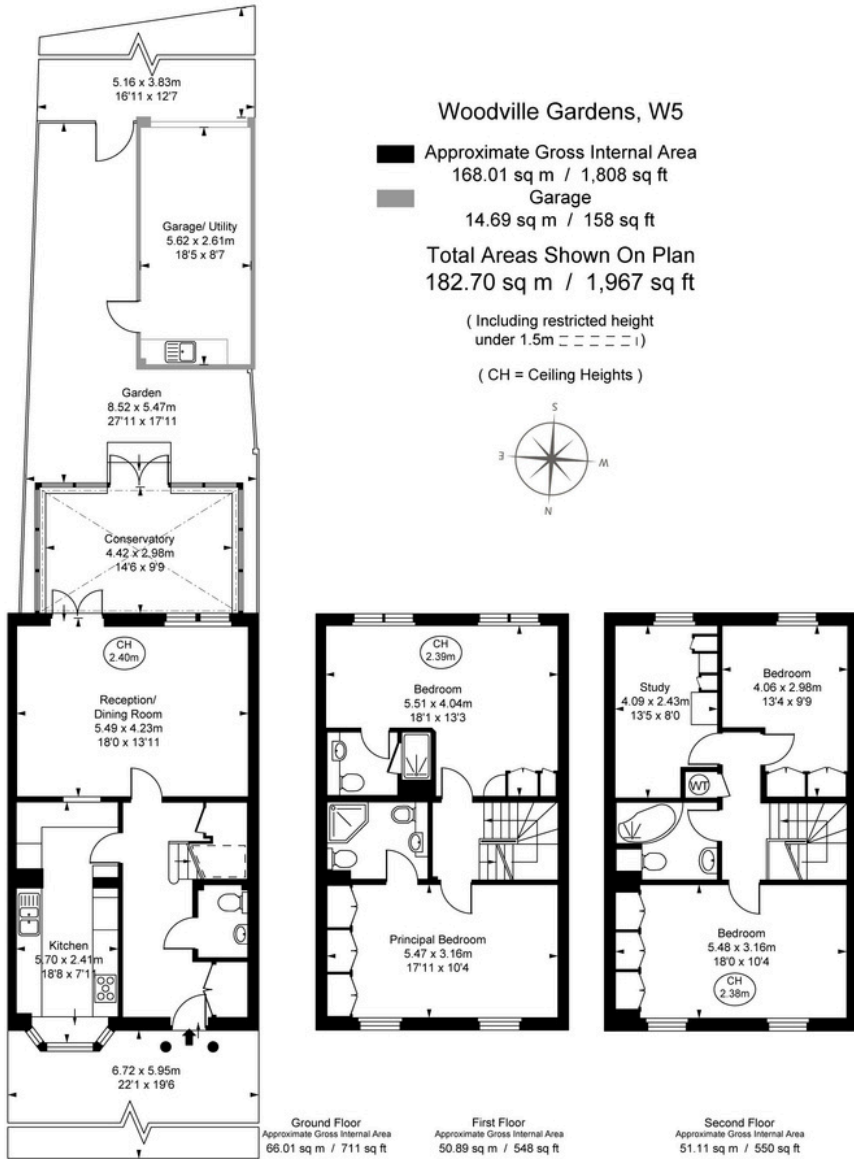 Woodville Gardens, W5
Approximate Gross Internal Area
168.01 sq m / 1,808 sq ft
Garage
14.69 sq m / 158 sq ft
Total Areas Shown On Plan
182.70 sq m / 1,967 sq ft
( Including restricted height
under 1.5m )
( CH = Ceiling Heights )
S
E
W
N
5.16 x 3.83m
16'11 x 12'7
Garage/ Utility
5.62 x 2.61m
18'5 x 8'7
Garden
8.52 x 5.47m
27'11 x 17'11
Conservatory
4.42 x 2.98m
14'6 x 9'9
CH
2.40m
Reception/
Dining Room
5.49 x 4.23m
18'0 x 13'11
Kitchen
5.70 x 2.41m
18'8 x 7'11
6.72 x 5.95m
22'1 x 19'6
Ground Floor
Approximate Gross Internal Area
66.01 sq m / 711 sq ft
CH
2.39m
Bedroom
5.51 x 4.04m
18'1 x 13'3
Principal Bedroom
5.47 x 3.16m
17'11 x 10'4
First Floor
Approximate Gross Internal Area
50.89 sq m / 548 sq ft
Study
4.09 x 2.43m
13'5 x 8'0
Bedroom
4.06 x 2.98m
13'4 x 9'9
WT
Bedroom
5.48 x 3.16m
18'0 x 10'4
CH
2.38m
Second Floor
Approximate Gross Internal Area
51.11 sq m / 550 sq ft